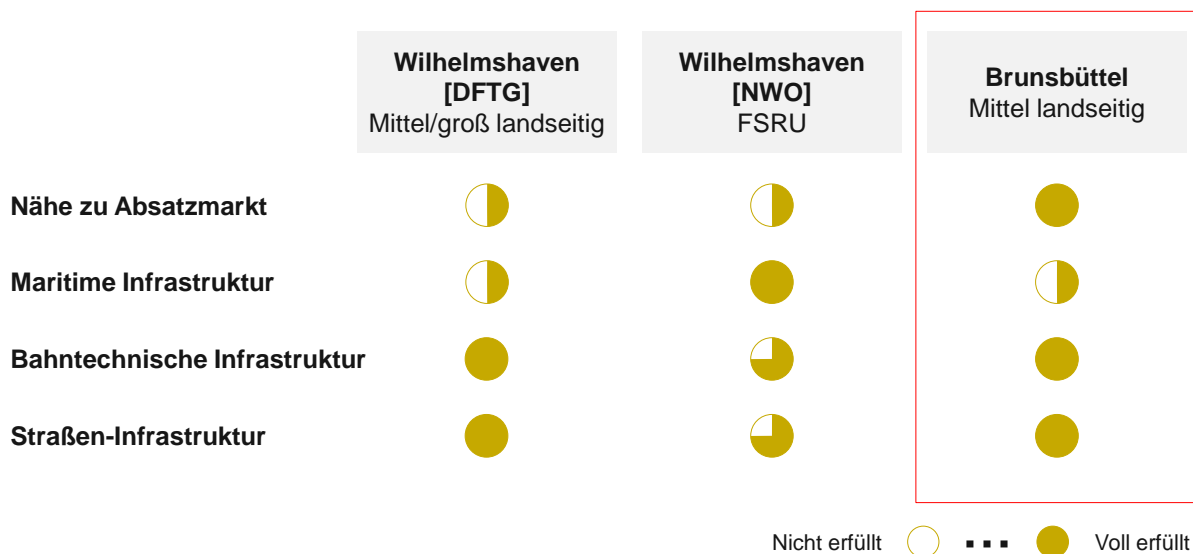 Wilhelmshaven
[DFTG]
Mittel/groß landseitig
Wilhelmshaven
[NWO]
FSRU
Brunsbüttel
Mittel landseitig
Nähe zu Absatzmarkt
Maritime Infrastruktur
Bahntechnische Infrastruktur
Straßen-Infrastruktur
Nicht erfüllt
Voll erfüllt